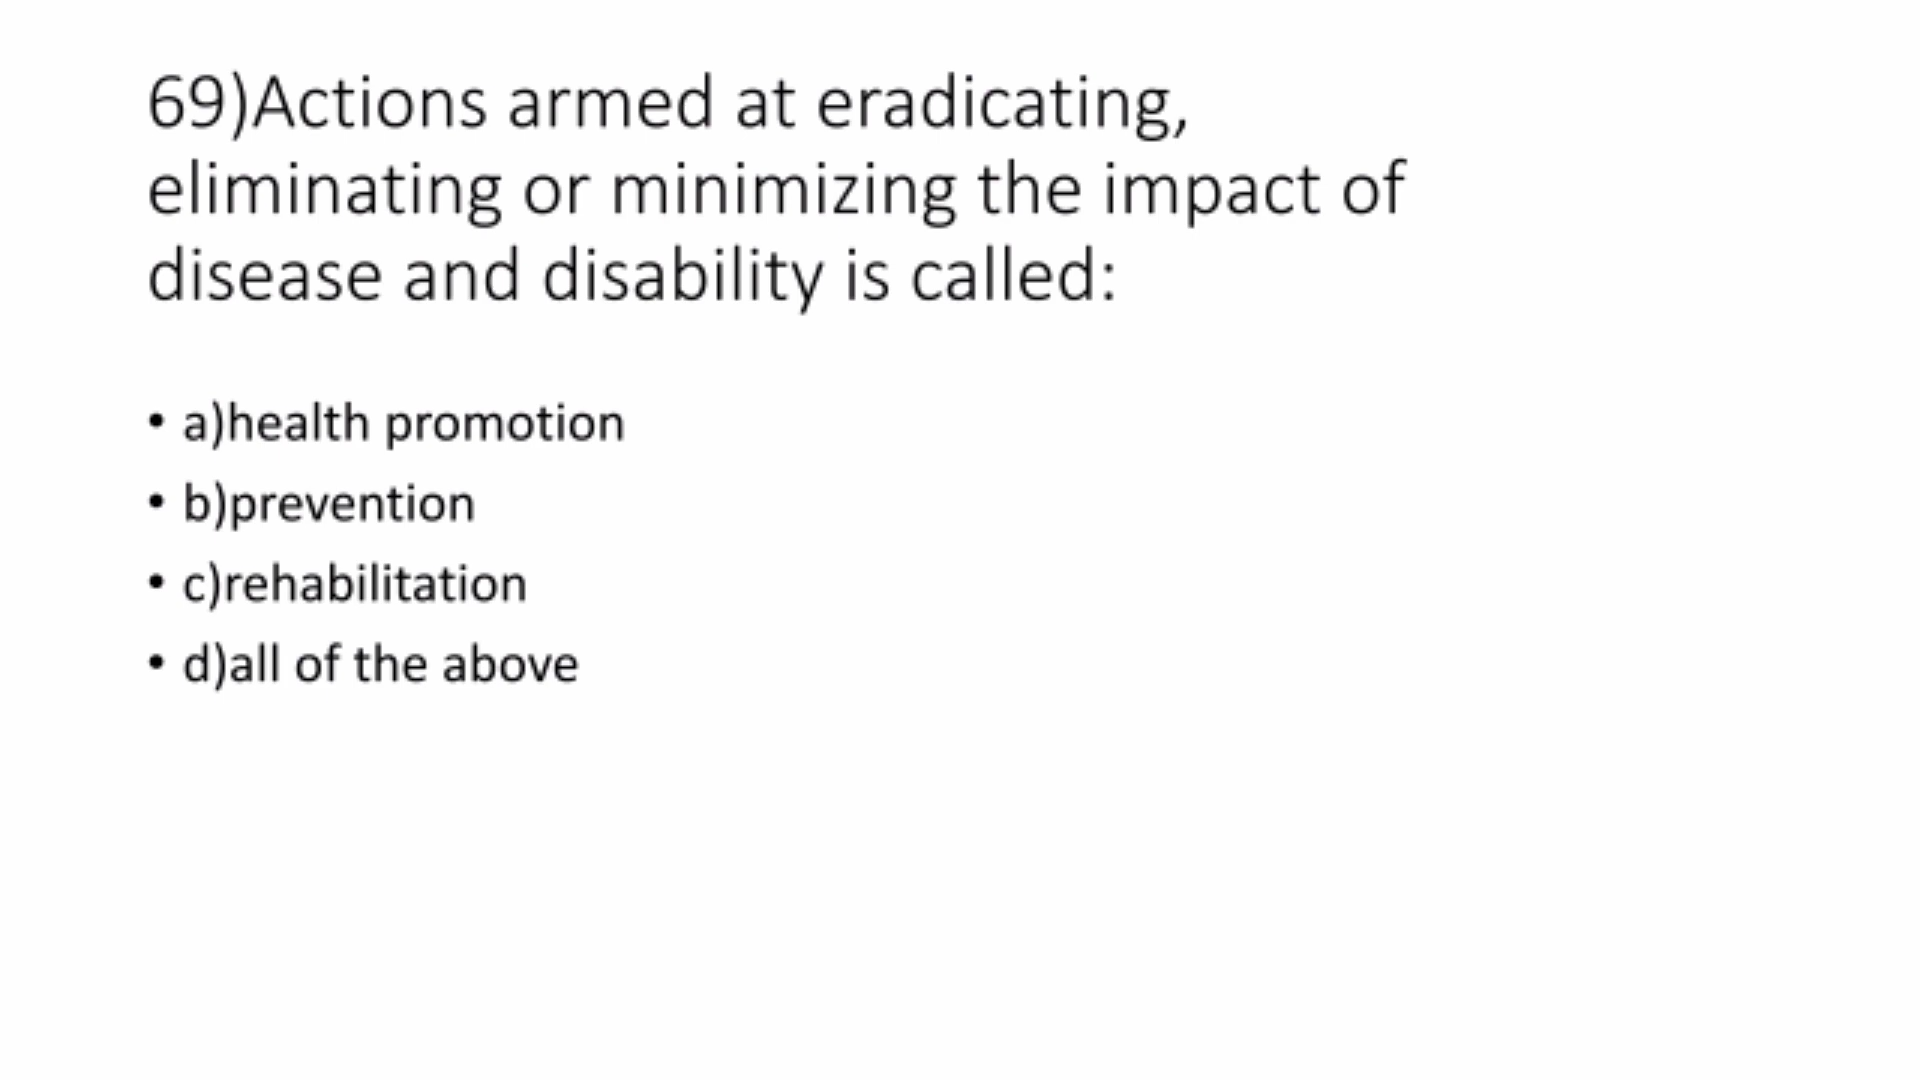 69)Actions armed at eradicating,
eliminating or minimizing the impact of
disease and disability is called:
• a)health promotion
• b)prevention
• c)rehabilitation
• d)all of the above